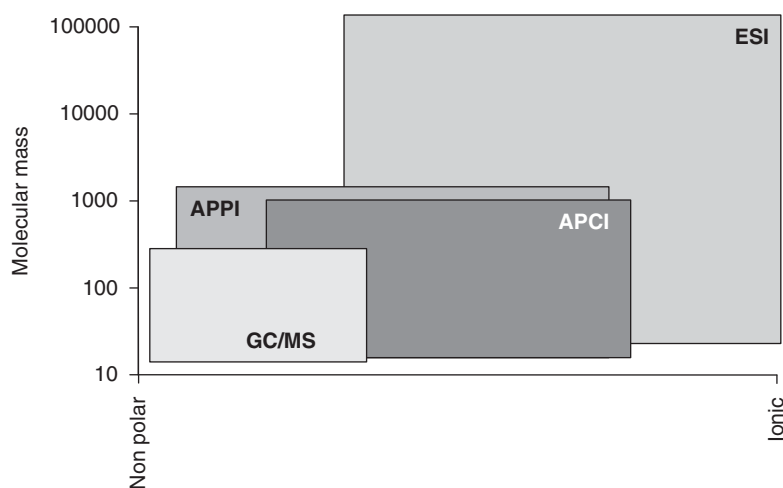 100000
10000
1000
100
10
Molecular mass
ESI
APPI
APCI
GC/MS
Non polar
Ionic